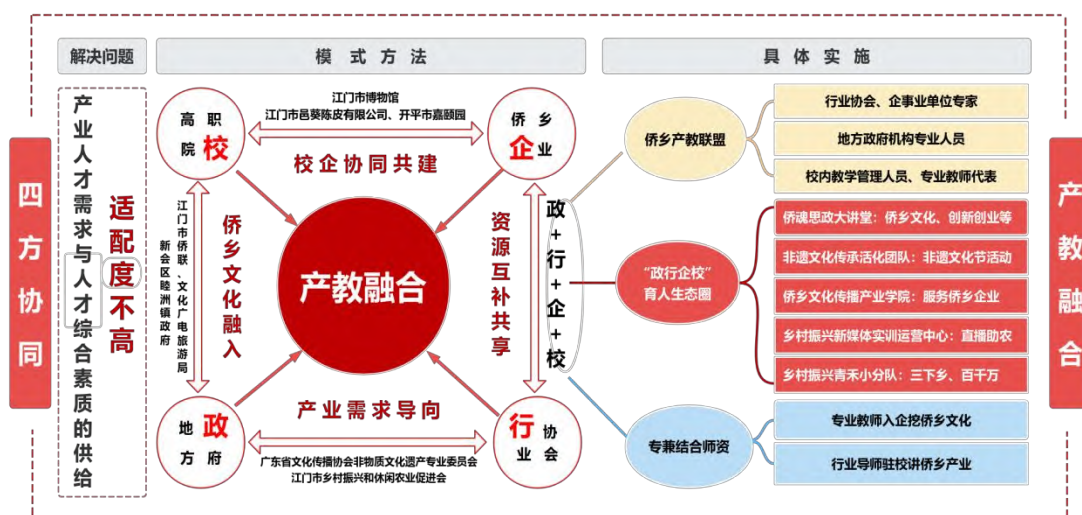 四方协同
解决问题
产业人才需求与人才综合素质的供给
适配度不高
模式方法
高职
院校
江门市博物馆
江门市邑葵陈皮有限公司、开平市嘉颐园
校企协同共建
侨乡
企业
江门市侨联、文化广电旅游局
新会区睦洲镇政府
侨乡文化融入
产教融合
资源互补共享
政+行+企+校
地政
方府
产业需求导向
广东省文化传播协会非物质文化遗产专业委员会
江门市乡村振兴和休闲农业促进会
行协
业会
具体实施
侨乡产教联盟
行业协会、企事业单位专家
地方政府机构专业人员
校内教学管理人员、专业教师代表
“政行企校”
育人生态圈
侨魂思政大讲堂：侨乡文化、创新创业等
非遗文化传承活化团队：非遗文化节活动
侨乡文化传播产业学院：服务侨乡企业
乡村振兴新媒体实训运营中心：直播助农
乡村振兴青禾小分队：三下乡、百千万
专兼结合师资
专业教师入企挖侨乡文化
行业导师驻校讲侨乡产业
产教融合